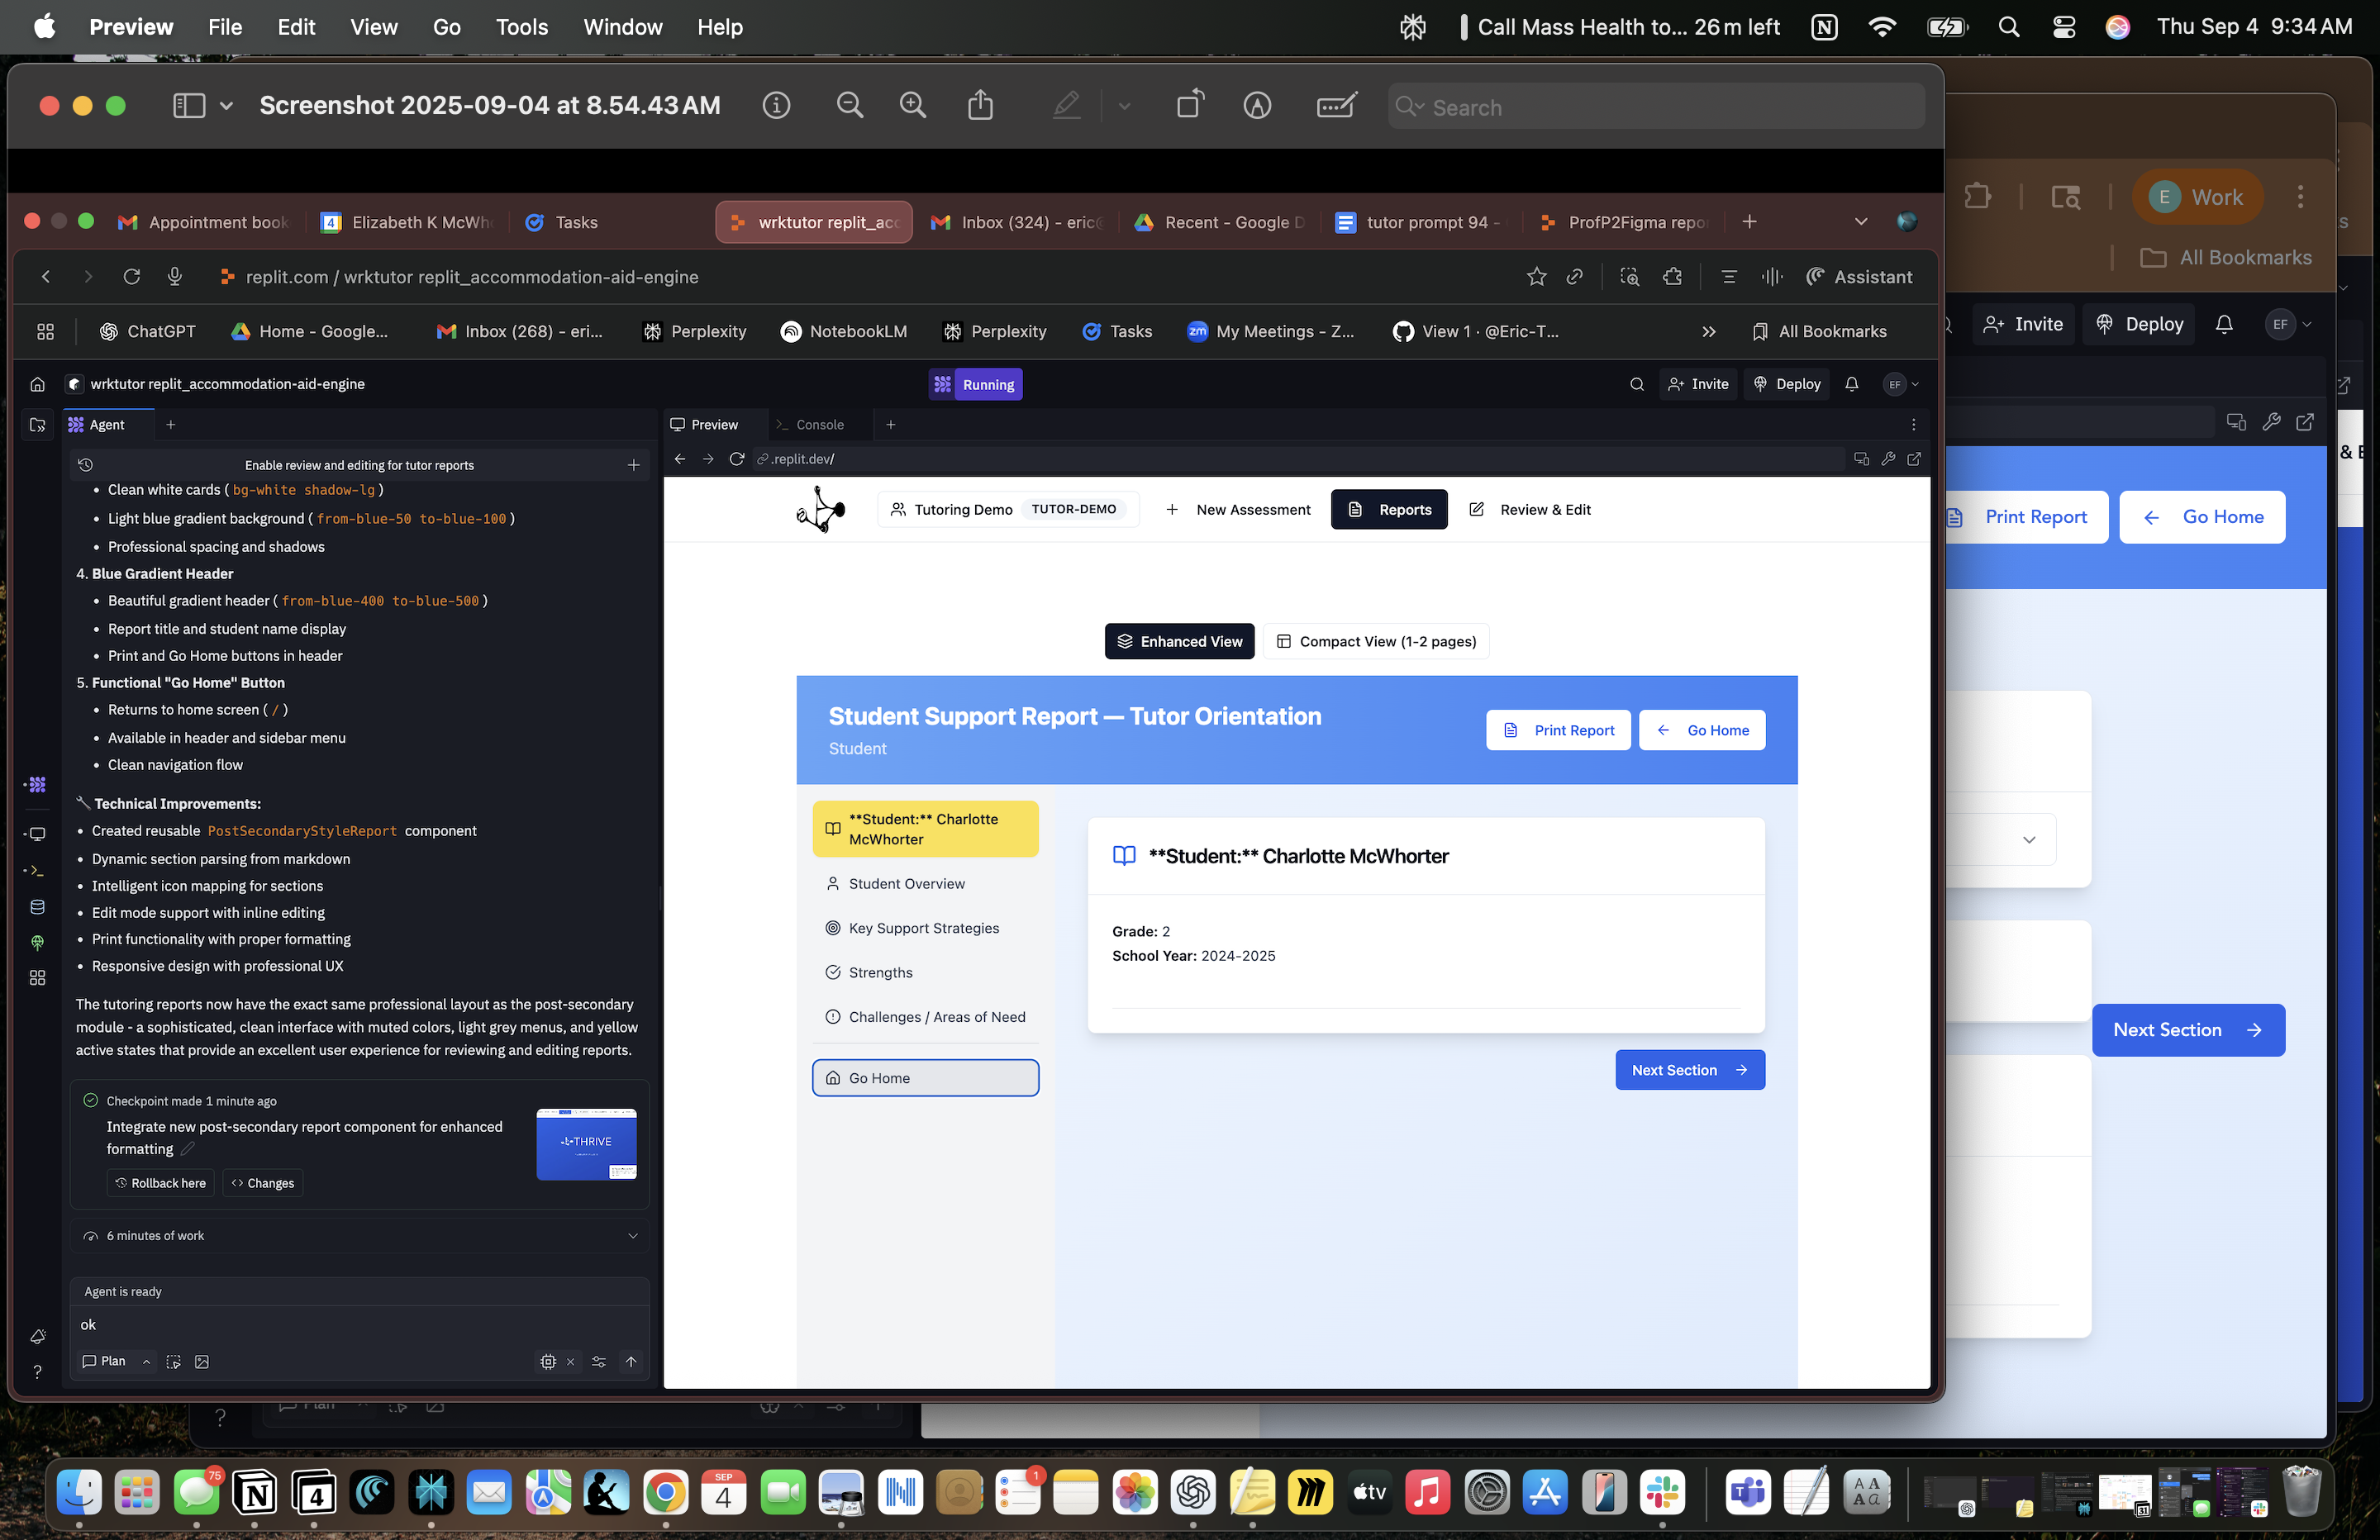 Preview File Edit View Go Tools Window Help
Call Mass Health to... 26 m left
Thu Sep 4 9:34 AM
Screenshot 2025-09-04 at 8.54.43 AM
Search
Appointment book
Elizabeth K McWh
Tasks
wrktutor replit_acc
Inbox (324) - eric@
Recent - Google D
tutor prompt 94 -
ProfP2Figma repo
replit.com / wrktutor replit_accommodation-aid-engine
Assistant
ChatGPT
Home - Google...
Inbox (268) - eri...
Perplexity
NotebookLM
Perplexity
Tasks
My Meetings - Z...
View 1 · @Eric-T...
All Bookmarks
wrktutor replit_accommodation-aid-engine
Running
Invite
Deploy
EF
Agent
Enable review and editing for tutor reports
• Clean white cards ( bg-white shadow-lg )
• Light blue gradient background ( from-blue-50 to-blue-100 )
• Professional spacing and shadows
4. Blue Gradient Header
• Beautiful gradient header ( from-blue-400 to-blue-500 )
• Report title and student name display
• Print and Go Home buttons in header
5. Functional "Go Home" Button
• Returns to home screen ( / )
• Available in header and sidebar menu
• Clean navigation flow
Technical Improvements:
• Created reusable PostSecondaryStyleReport component
• Dynamic section parsing from markdown
• Intelligent icon mapping for sections
• Edit mode support with inline editing
• Print functionality with proper formatting
• Responsive design with professional UX
The tutoring reports now have the exact same professional layout as the post-secondary
module - a sophisticated, clean interface with muted colors, light grey menus, and yellow
active states that provide an excellent user experience for reviewing and editing reports.
Checkpoint made 1 minute ago
Integrate new post-secondary report component for enhanced
formatting
THRIVE
Rollback here
Changes
6 minutes of work
Agent is ready
ok
Plan
Preview
Console
.replit.dev/
Tutoring Demo TUTOR-DEMO
New Assessment
Reports
Review & Edit
Enhanced View
Compact View (1-2 pages)
Student Support Report — Tutor Orientation
Student
Print Report
Go Home
**Student:** Charlotte
McWhorter
Student Overview
Key Support Strategies
Strengths
Challenges / Areas of Need
Go Home
**Student:** Charlotte McWhorter
Grade: 2
School Year: 2024-2025
Next Section
E Work
All Bookmarks
Invite
Deploy
EF
& E
Print Report
Go Home
Next Section
Plan
75
4
SEP
4
1
tv